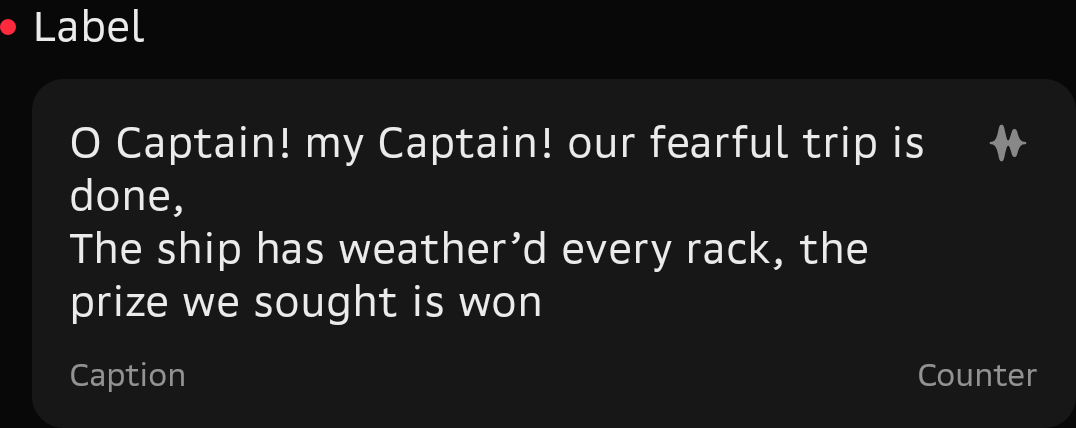 Label
O Captain! my Captain! our fearful trip is
done,
The ship has weather’d every rack, the
prize we sought is won
Caption
Counter